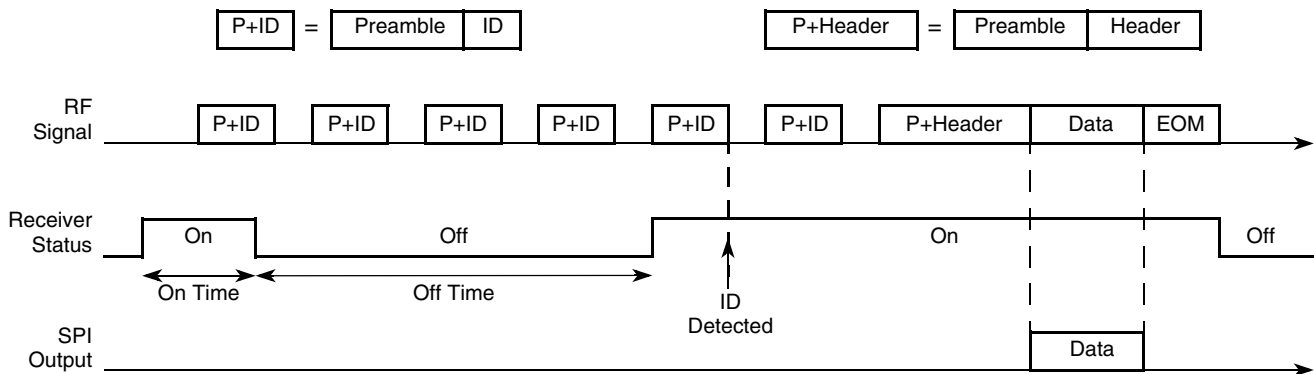 P+ID = Preamble ID
P+Header = Preamble Header
RF
Signal
P+ID P+ID P+ID P+ID P+ID P+ID P+Header Data EOM
Receiver
Status
On Off On Off
On Time Off Time
ID
Detected
SPI
Output
Data